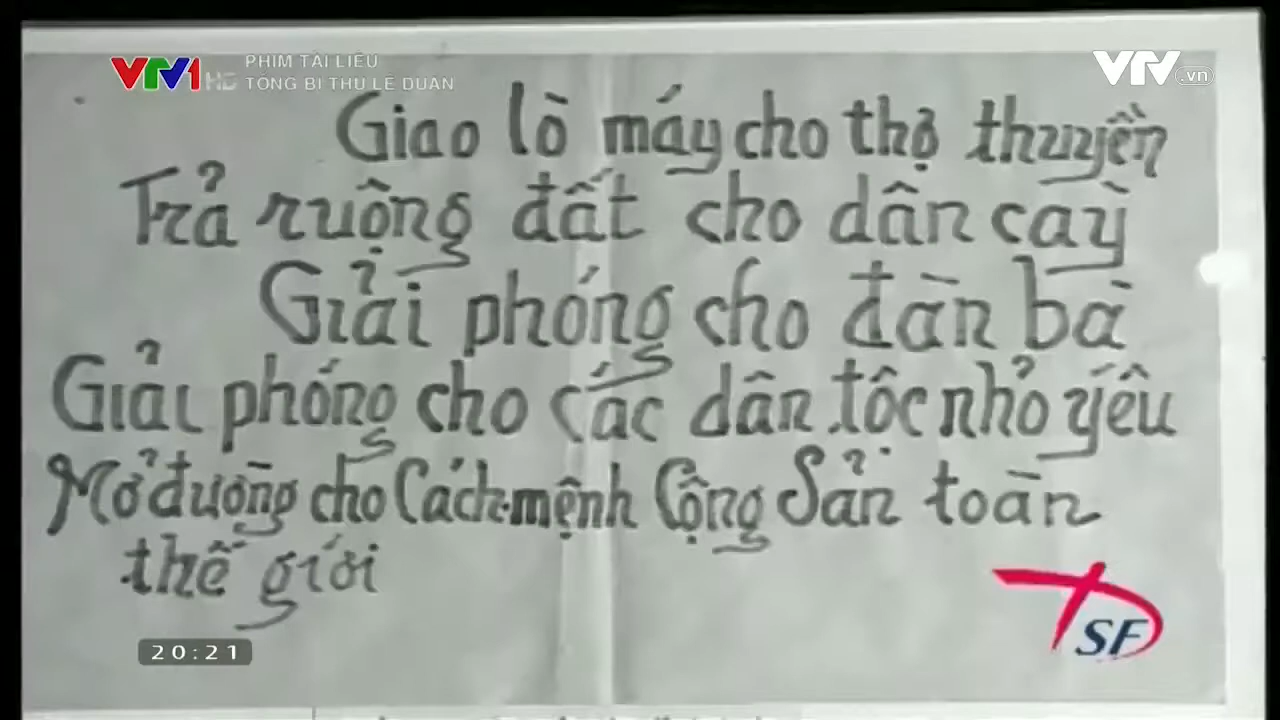 VTV1 HD
PHIM TÀI LIỆU
TỔNG BÍ THƯ LÊ DUẨN
VTV.vn
Giao lò máy cho thợ thuyền
Trả ruộng đất cho dân cày
Giải phóng cho đàn bà
Giải phóng cho các dân tộc nhỏ yếu
Mở đường cho Cách-mệnh Cộng Sản toàn
thế giới
20:21
SF